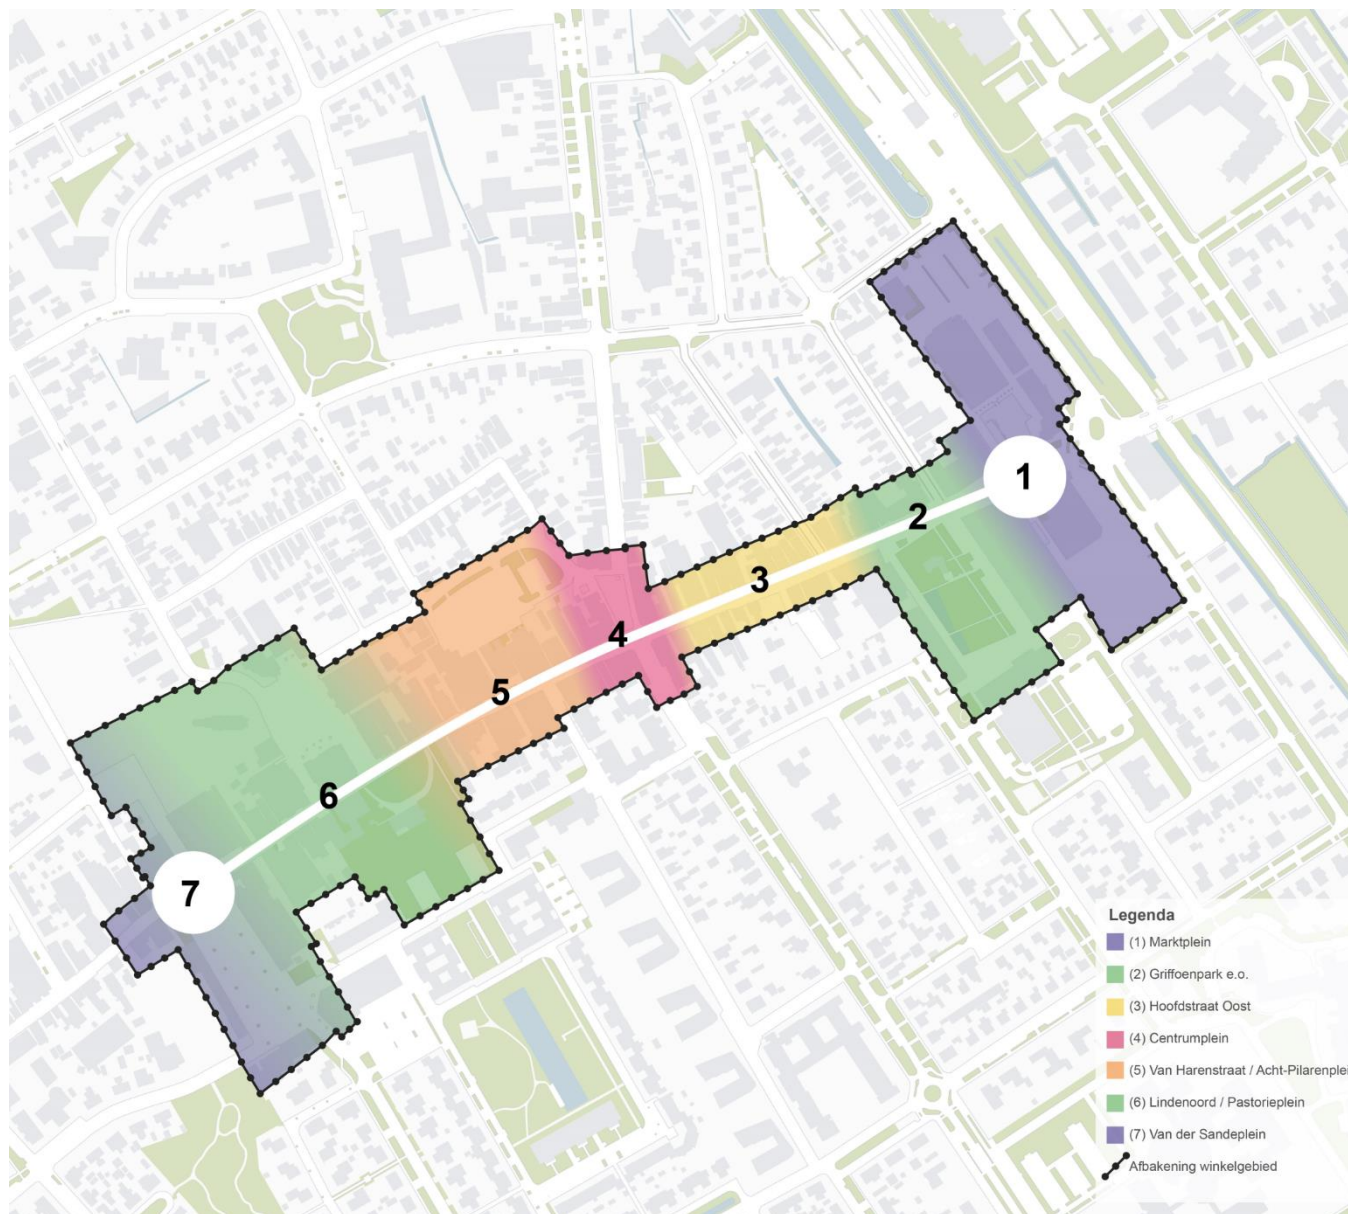 1
2
3
4
5
6
7
Legenda
(1) Marktplein
(2) Griffoenpark e.o.
(3) Hoofdstraat Oost
(4) Centrumplein
(5) Van Harenstraat / Acht-Pilarenplei
(6) Lindenoord / Pastorieplein
(7) Van der Sandeplein
Afbakening winkelgebied